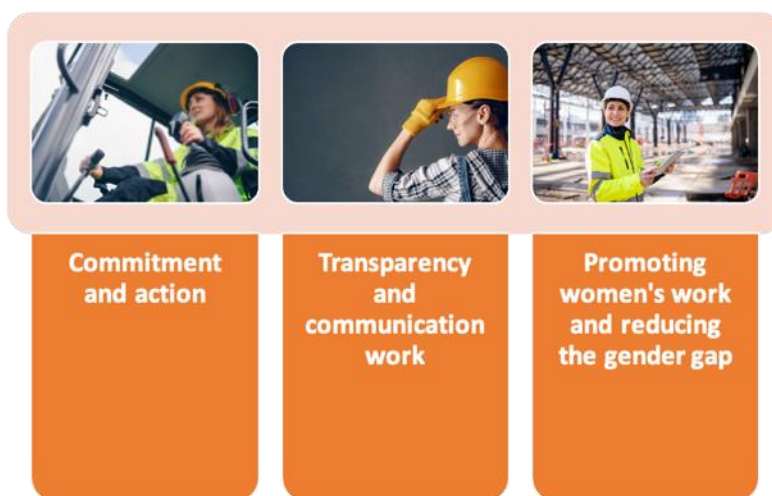 Commitment
and action
Transparency
and
communication
work
Promoting
women's work
and reducing
the gender gap